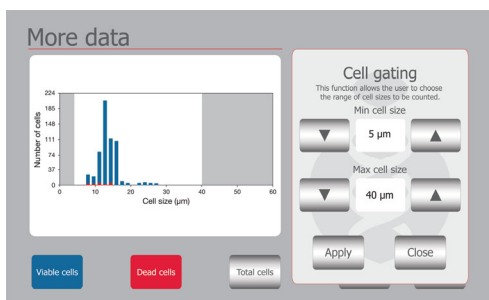 More data
224
185
148
111
74
37
0
Number of cells
0 10 20 30 40 50 60
Cell size (µm)
Viable cells
Dead cells
Total cells
Cell gating
This function allows the user to choose
the range of cell sizes to be counted.
Min cell size
5 µm
Max cell size
40 µm
Apply
Close